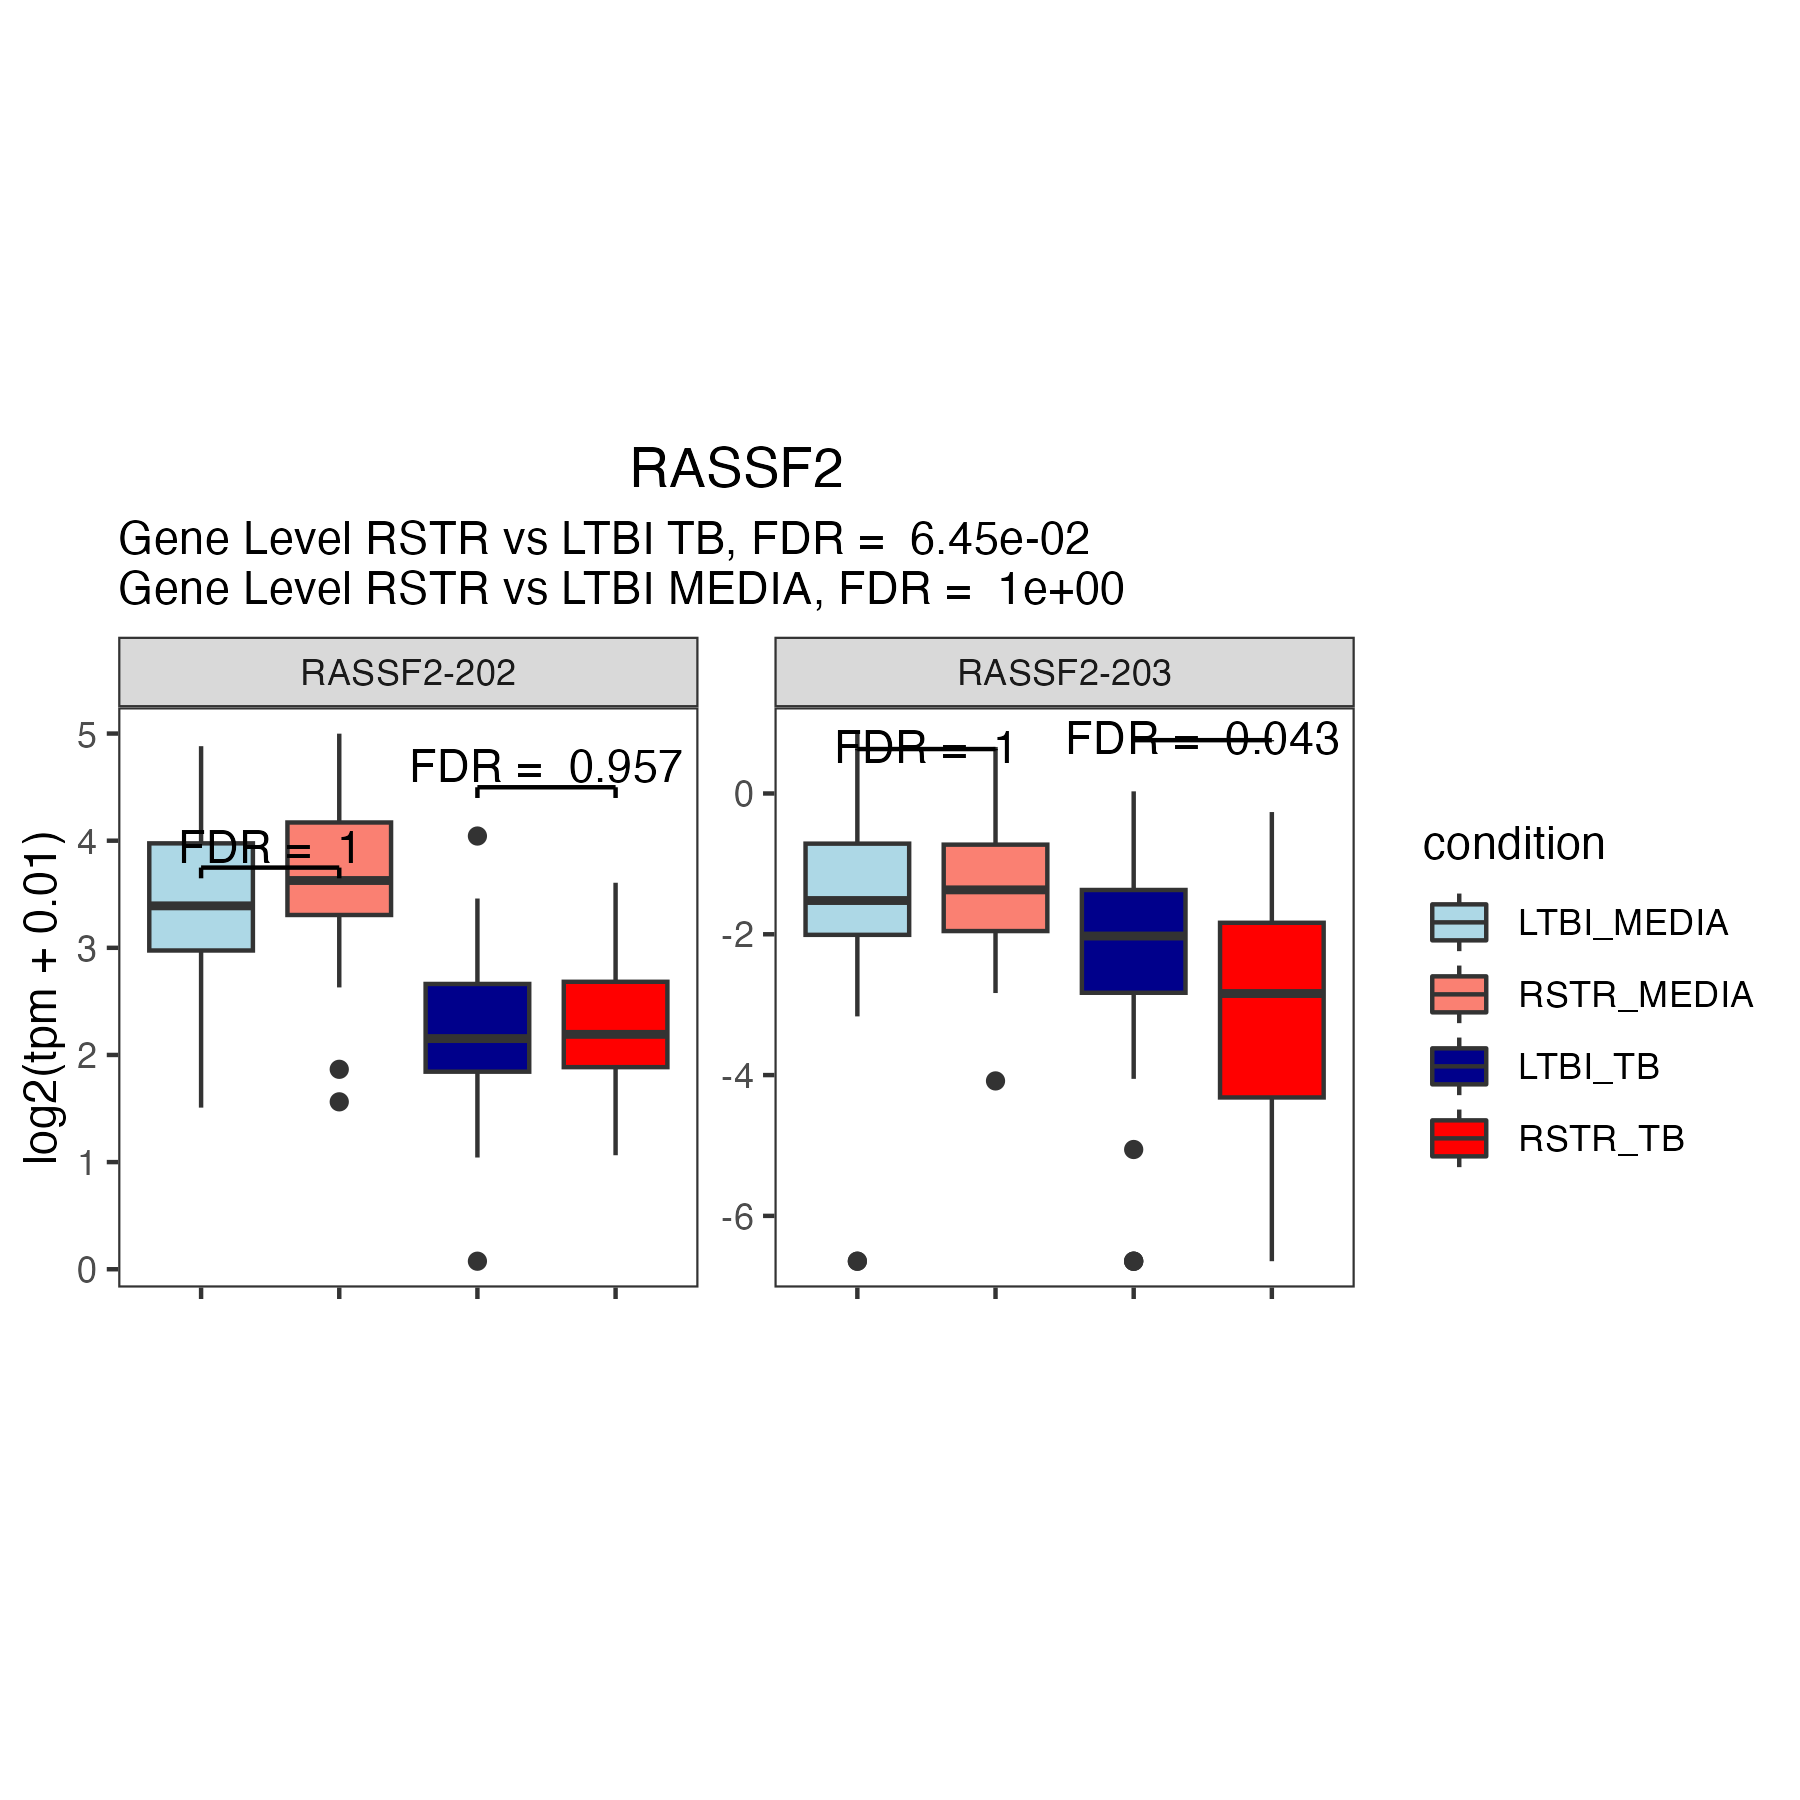 RASSF2
Gene Level RSTR vs LTBI TB, FDR =  6.45e-02
Gene Level RSTR vs LTBI MEDIA, FDR =  1e+00
RASSF2-202
RASSF2-203
log2(tpm + 0.01)
5
4
3
2
1
0
FDR =  1
FDR =  0.957
0
-2
-4
-6
FDR =  1
FDR =  0.043
condition
LTBI_MEDIA
RSTR_MEDIA
LTBI_TB
RSTR_TB